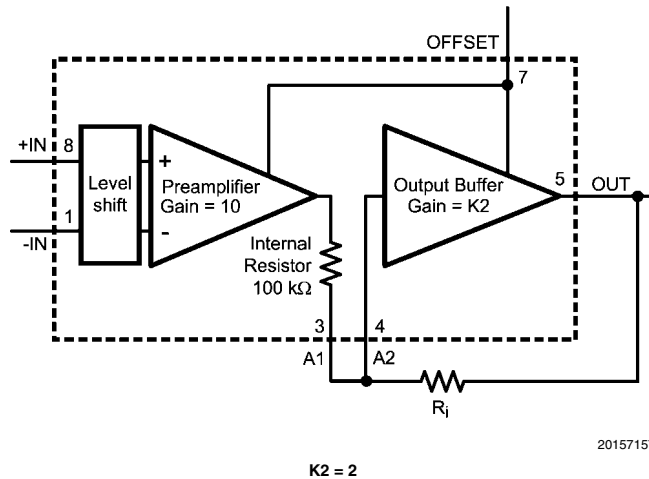 OFFSET
7
+IN
8
Level
shift
+
-
Preamplifier
Gain = 10
Output Buffer
Gain = K2
5
OUT
1
-IN
Internal
Resistor
100 kΩ
3
4
A1
A2
Ri
2015715
K2 = 2